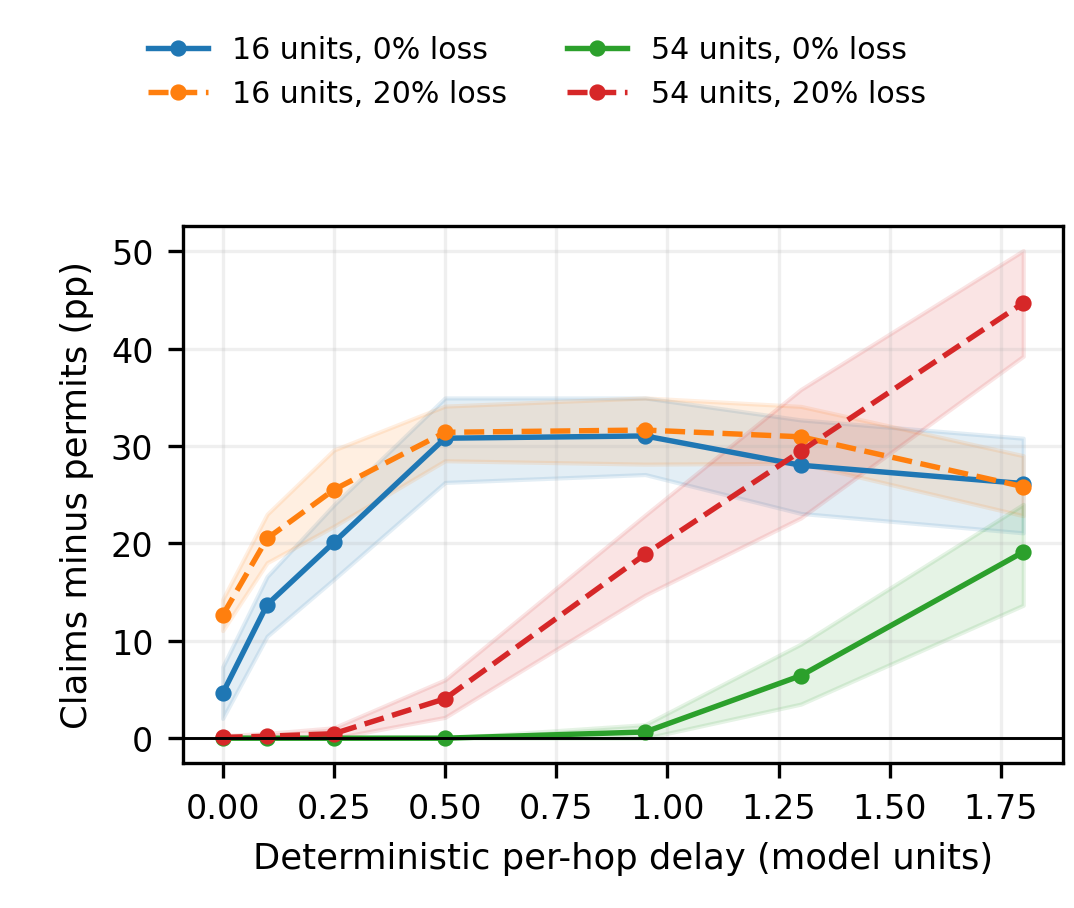 16 units, 0% loss
54 units, 0% loss
16 units, 20% loss
54 units, 20% loss
Claims minus permits (pp)
50
40
30
20
10
0
0.00 0.25 0.50 0.75 1.00 1.25 1.50 1.75
Deterministic per-hop delay (model units)